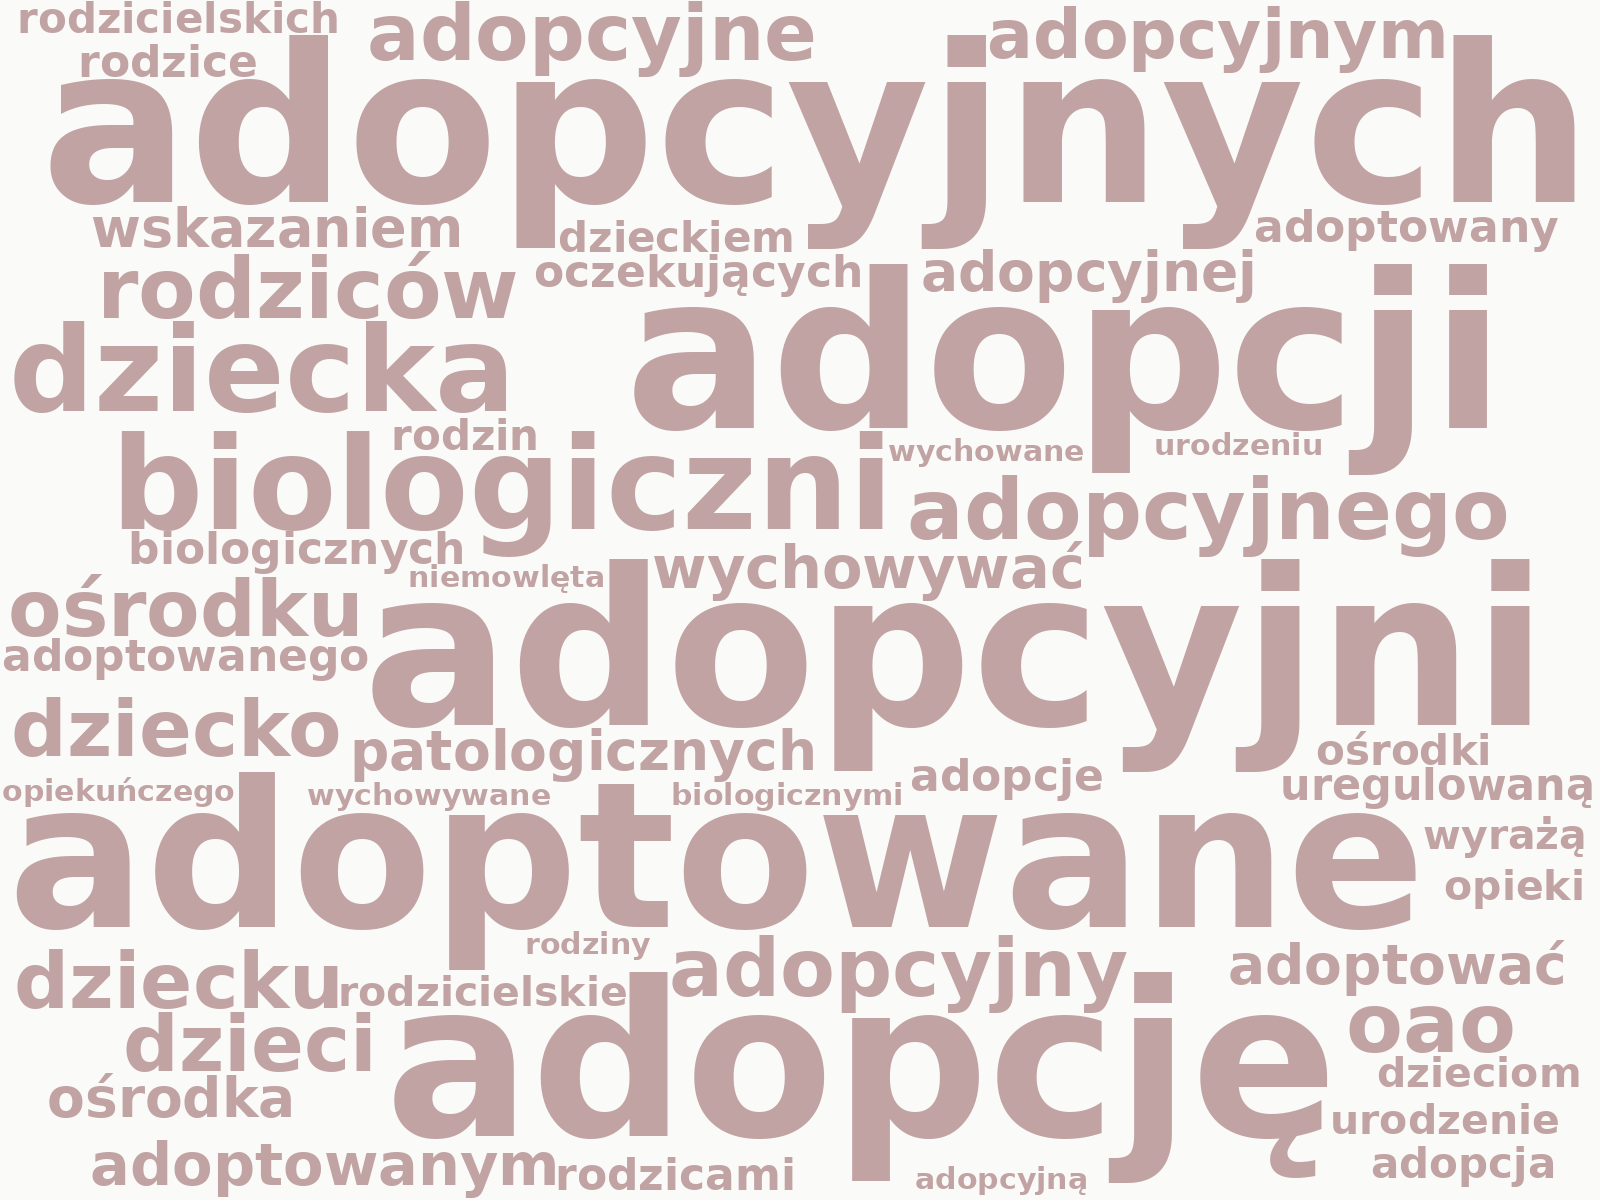 rodzicielskich
adopcyjne
adopcyjnym
rodzice
adopcyjnych
wskazaniem
dzieckiem
adoptowany
rodziców
oczekujących
adopcyjnej
adopcji
dziecka
rodzin
biologiczni
wychowane
urodzeniu
adopcyjnego
biologicznych
niemowlęta
wychowywać
ośrodku
adopcyjni
adoptowanego
dziecko
patologicznych
ośrodki
adopcje
uregulowaną
opiekuńczego
wychowywane
biologicznymi
adoptowane
wyrażą
opieki
rodziny
adopcyjny
adoptować
dziecku
rodzicielskie
oao
dzieci
adopcję
dzieciom
ośrodka
urodzenie
adoptowanym
rodzicami
adopcyjną
adopcja